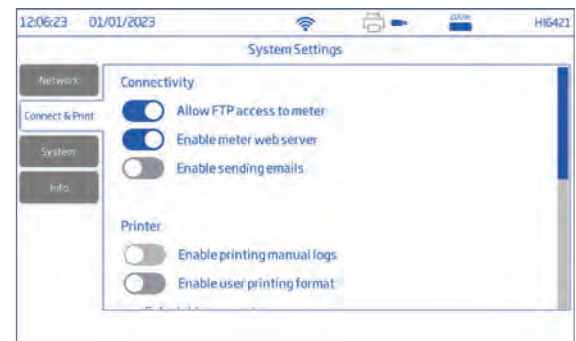 12:06:23 01/01/2023 100% HI6421
System Settings
Network
Connect & Print
System
Info
Connectivity
Allow FTP access to meter
Enable meter web server
Enable sending emails
Printer
Enable printing manual logs
Enable user printing format